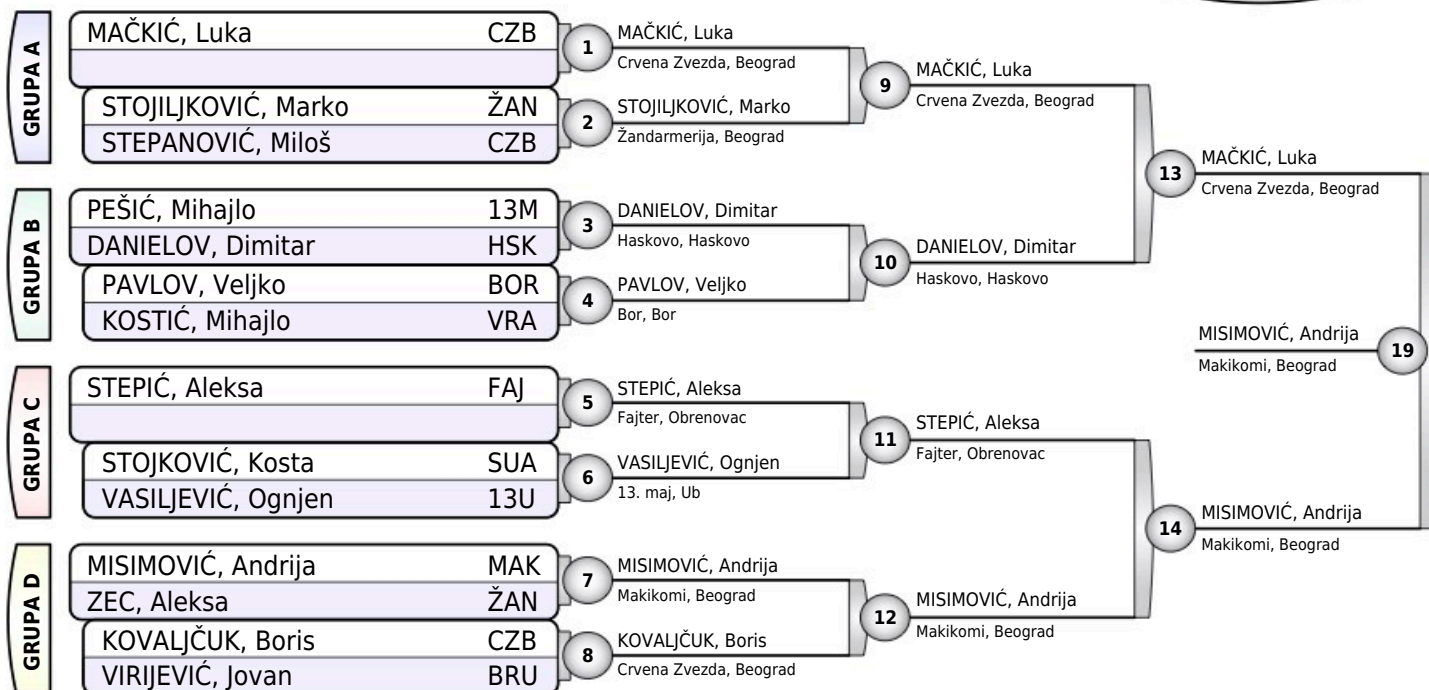 GRUPA A
MAČKIĆ, Luka CZB
STOJILJKOVIĆ, Marko ŽAN
STEPANOVIĆ, Miloš CZB
GRUPA B
PEŠIĆ, Mihajlo 13M
DANIELOV, Dimitar HSK
PAVLOV, Veljko BOR
KOSTIĆ, Mihajlo VRA
GRUPA C
STEPIĆ, Aleksa FAJ
STOJKOVIĆ, Kosta SUA
VASILJEVIĆ, Ognjen 13U
GRUPA D
MISIMOVIĆ, Andrija MAK
ZEC, Aleksa ŽAN
KOVALJČUK, Boris CZB
VIRIJEVIĆ, Jovan BRU
1
MAČKIĆ, Luka
Crvena Zvezda, Beograd
2
STOJILJKOVIĆ, Marko
Žandarmerija, Beograd
3
DANIELOV, Dimitar
Haskovo, Haskovo
4
PAVLOV, Veljko
Bor, Bor
5
STEPIĆ, Aleksa
Fajter, Obrenovac
6
VASILJEVIĆ, Ognjen
13. maj, Ub
7
MISIMOVIĆ, Andrija
Makikomi, Beograd
8
KOVALJČUK, Boris
Crvena Zvezda, Beograd
9
MAČKIĆ, Luka
Crvena Zvezda, Beograd
10
DANIELOV, Dimitar
Haskovo, Haskovo
11
STEPIĆ, Aleksa
Fajter, Obrenovac
12
MISIMOVIĆ, Andrija
Makikomi, Beograd
13
MAČKIĆ, Luka
Crvena Zvezda, Beograd
14
MISIMOVIĆ, Andrija
Makikomi, Beograd
MISIMOVIĆ, Andrija
Makikomi, Beograd
19